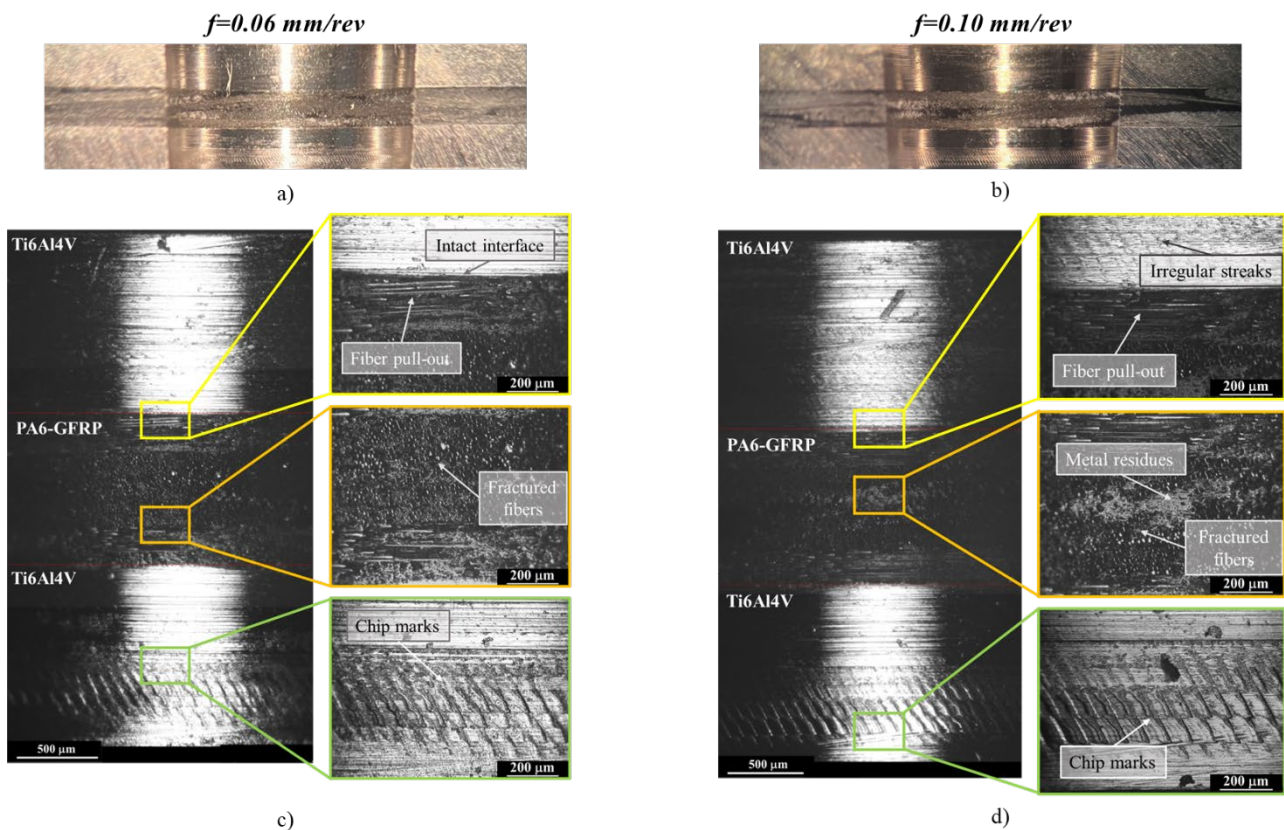 f=0.06 mm/rev
f=0.10 mm/rev
a)
b)
Ti6Al4V
PA6-GFRP
Ti6Al4V
500 µm
Intact interface
Fiber pull-out
200 µm
Fractured
fibers
200 µm
Chip marks
200 µm
Ti6Al4V
PA6-GFRP
Ti6Al4V
500 µm
Irregular streaks
Fiber pull-out
200 µm
Metal residues
Fractured
fibers
200 µm
Chip marks
200 µm
c)
d)